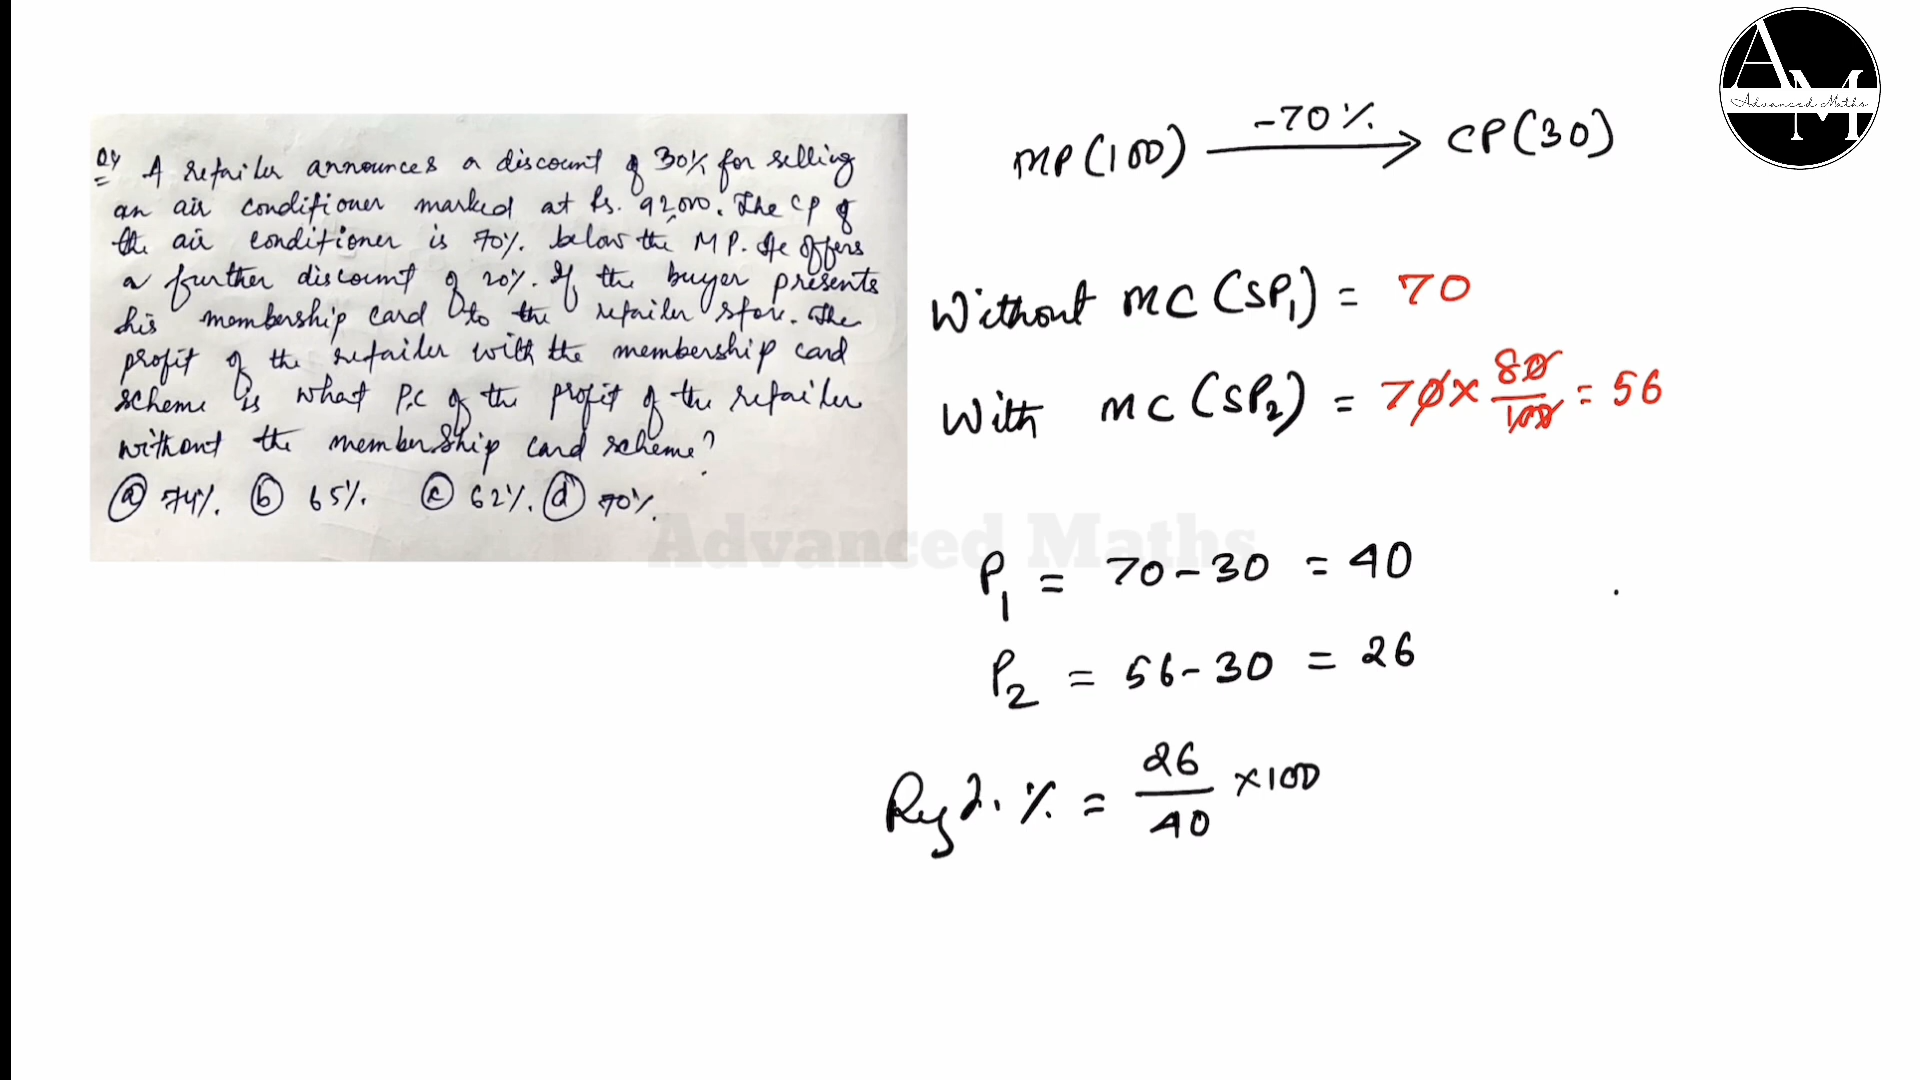 Q4 A retailer announces a discount of 30% for selling
an air conditioner marked at Rs. 92,000. The CP of
the air conditioner is 70%. below the MP. He offers
a further discount of 20%. If the buyer presents
his membership card to the retailer store. The
profit of the retailer with the membership card
scheme is what P.C of the profit of the retailer
without the membership card scheme?
(a) 74%. (b) 65%. (c) 62%. (d) 70%.
MP(100) -70% → CP(30)
Without MC (SP₁) = 70
With MC (SP₂) = 70 × 80/100 = 56
P₁ = 70 - 30 = 40
P₂ = 56 - 30 = 26
Reqd. % = 26/40 × 100
Advanced Maths
AM
Advanced Maths